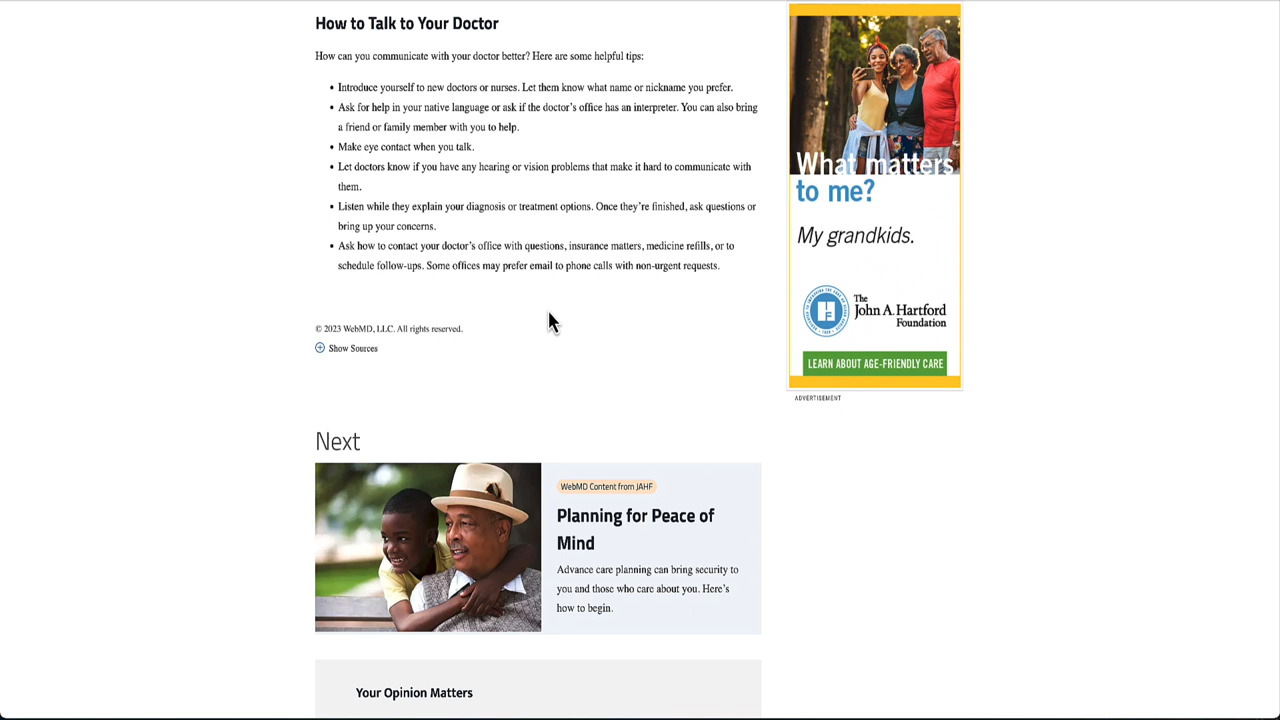 How to Talk to Your Doctor
How can you communicate with your doctor better? Here are some helpful tips:
• Introduce yourself to new doctors or nurses. Let them know what name or nickname you prefer.
• Ask for help in your native language or ask if the doctor's office has an interpreter. You can also bring
a friend or family member with you to help.
• Make eye contact when you talk.
• Let doctors know if you have any hearing or vision problems that make it hard to communicate with
them.
• Listen while they explain your diagnosis or treatment options. Once they're finished, ask questions or
bring up your concerns.
• Ask how to contact your doctor's office with questions, insurance matters, medicine refills, or to
schedule follow-ups. Some offices may prefer email to phone calls with non-urgent requests.
© 2023 WebMD, LLC. All rights reserved.
Show Sources
What matters
to me?
My grandkids.
The
John A. Hartford
Foundation
LEARN ABOUT AGE-FRIENDLY CARE
ADVERTISEMENT
Next
WebMD Content from JAHF
Planning for Peace of
Mind
Advance care planning can bring security to
you and those who care about you. Here's
how to begin.
Your Opinion Matters